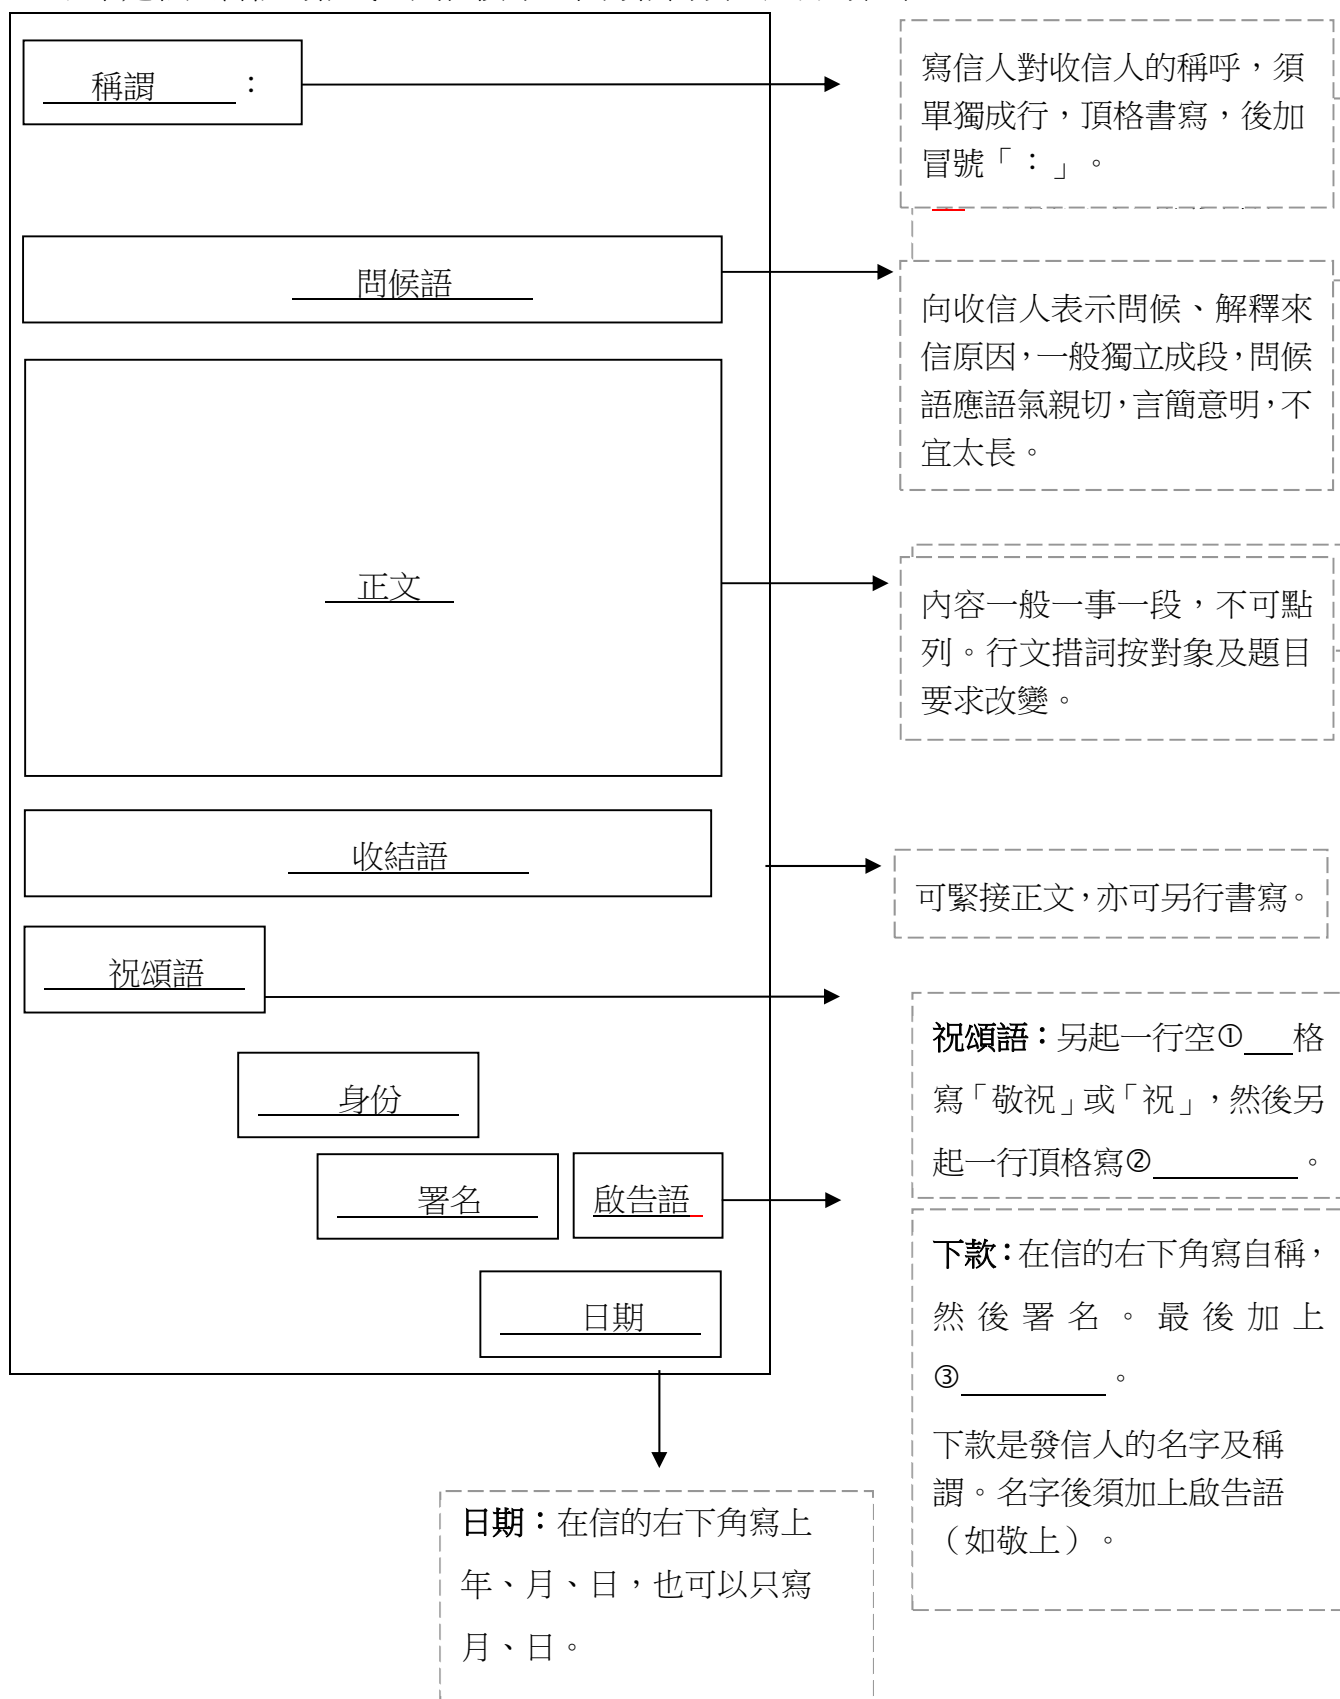 稱謂　：
寫信人對收信人的稱呼，須
單獨成行，頂格書寫，後加
冒號「：」。
問候語
向收信人表示問候、解釋來
信原因，一般獨立成段，問候
語應語氣親切，言簡意明，不
宜太長。
正文
內容一般一事一段，不可點
列。行文措詞按對象及題目
要求改變。
收結語
可緊接正文，亦可另行書寫。
祝頌語
祝頌語：另起一行空①___格
寫「敬祝」或「祝」，然後另
起一行頂格寫②_________。
身份
署名
啟告語
下款：在信的右下角寫自稱，
然後署名。最後加上
③_________。
下款是發信人的名字及稱
謂。名字後須加上啟告語
（如敬上）。
日期
日期：在信的右下角寫上
年、月、日，也可以只寫
月、日。